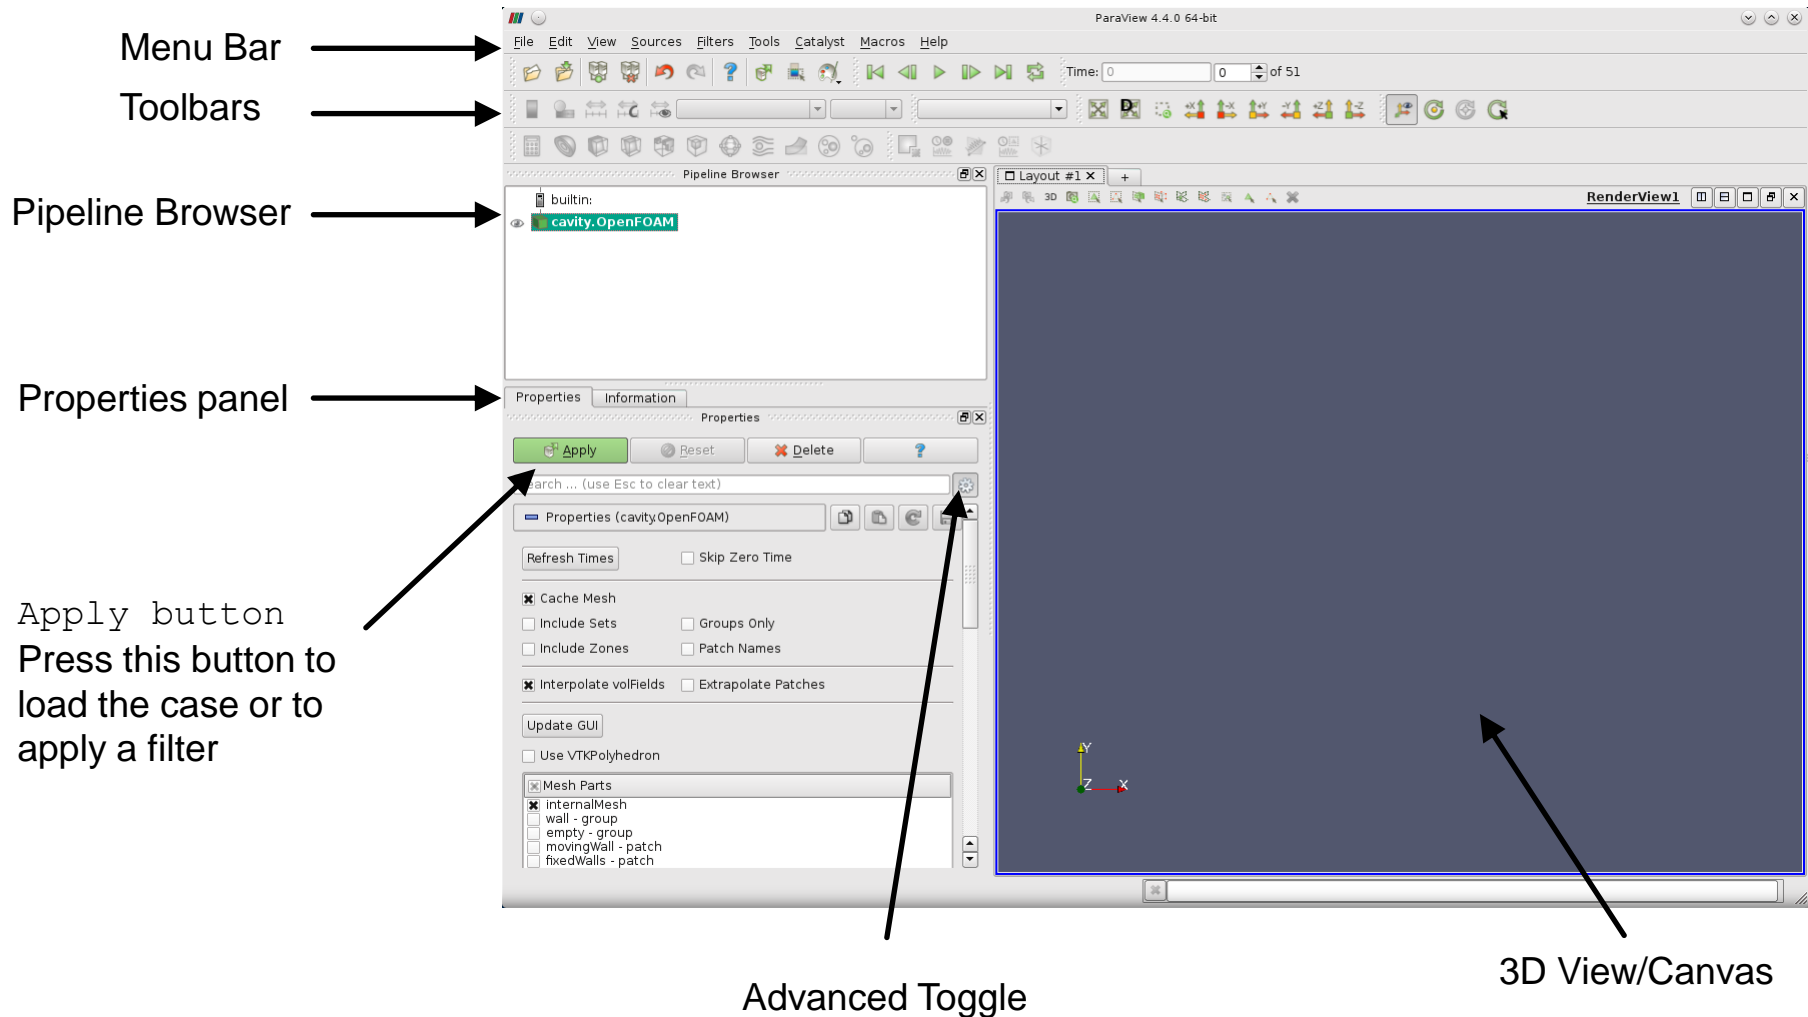 ParaView 4.4.0 64-bit
Menu Bar
File Edit View Sources Filters Tools Catalyst Macros Help
Time: 0 0 of 51
Toolbars
D
+X -X +Y -Y +Z -Z
Pipeline Browser
Layout #1 +
builtin:
3D
RenderView1
Pipeline Browser
cavity.OpenFOAM
Properties panel
Properties Information
Properties
Apply Reset Delete ?
arch ... (use Esc to clear text)
Properties (cavity.OpenFOAM)
Refresh Times Skip Zero Time
Cache Mesh
Include Sets Groups Only
Include Zones Patch Names
Interpolate volFields Extrapolate Patches
Update GUI
Use VTKPolyhedron
Mesh Parts
internalMesh
wall - group
empty - group
movingWall - patch
fixedWalls - patch
Apply button
Press this button to
load the case or to
apply a filter
Y
Z X
Advanced Toggle
3D View/Canvas